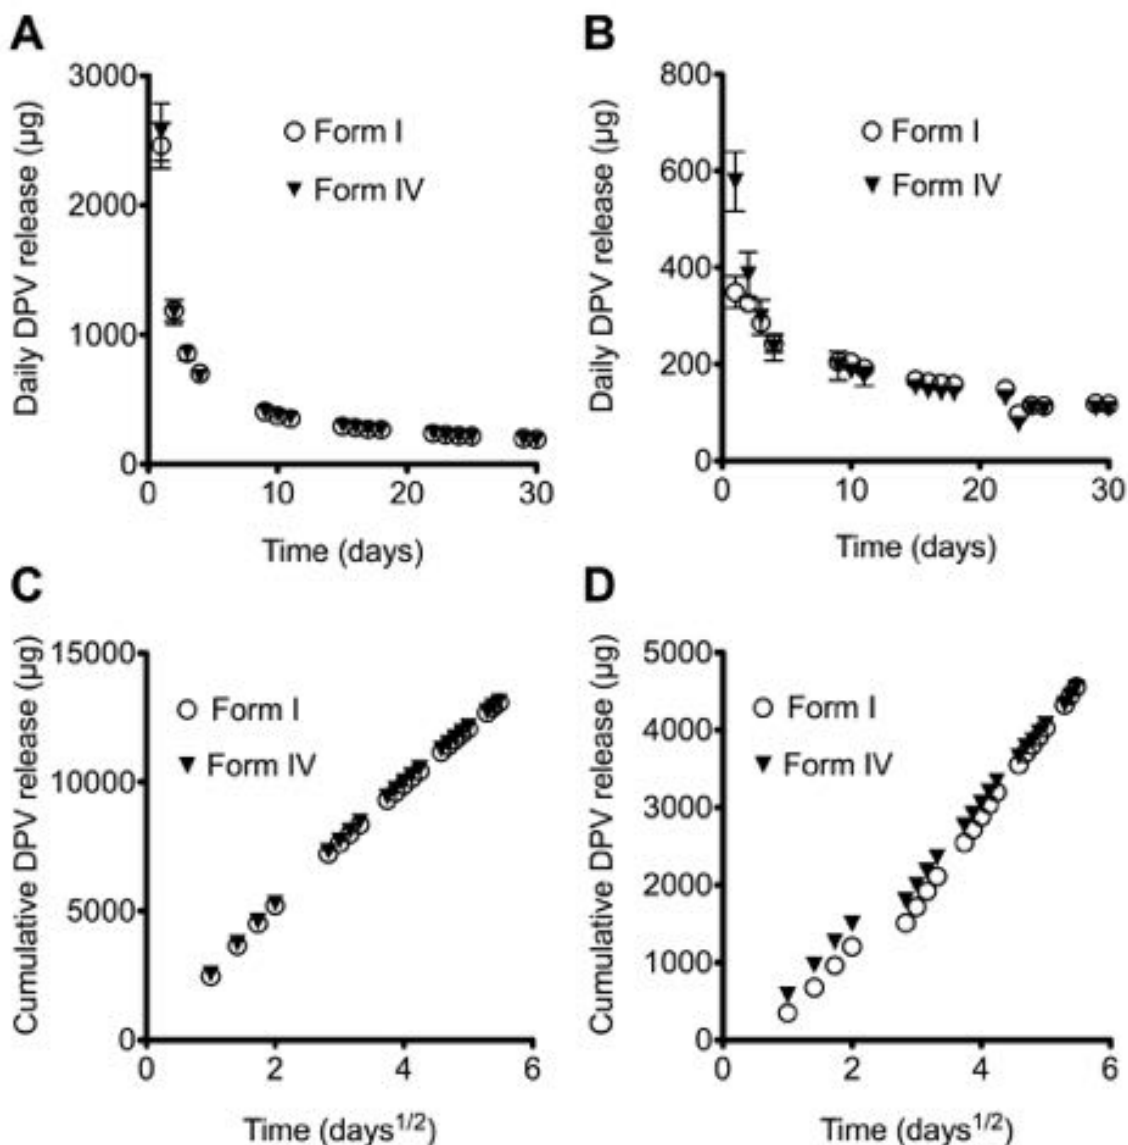 A
Daily DPV release (µg)
3000
2000
1000
0
0 10 20 30
Time (days)
Form I
Form IV
B
Daily DPV release (µg)
800
600
400
200
0
0 10 20 30
Time (days)
Form I
Form IV
C
Cumulative DPV release (µg)
15000
10000
5000
0
0 2 4 6
Time (days1/2)
Form I
Form IV
D
Cumulative DPV release (µg)
5000
4000
3000
2000
1000
0
0 2 4 6
Time (days1/2)
Form I
Form IV